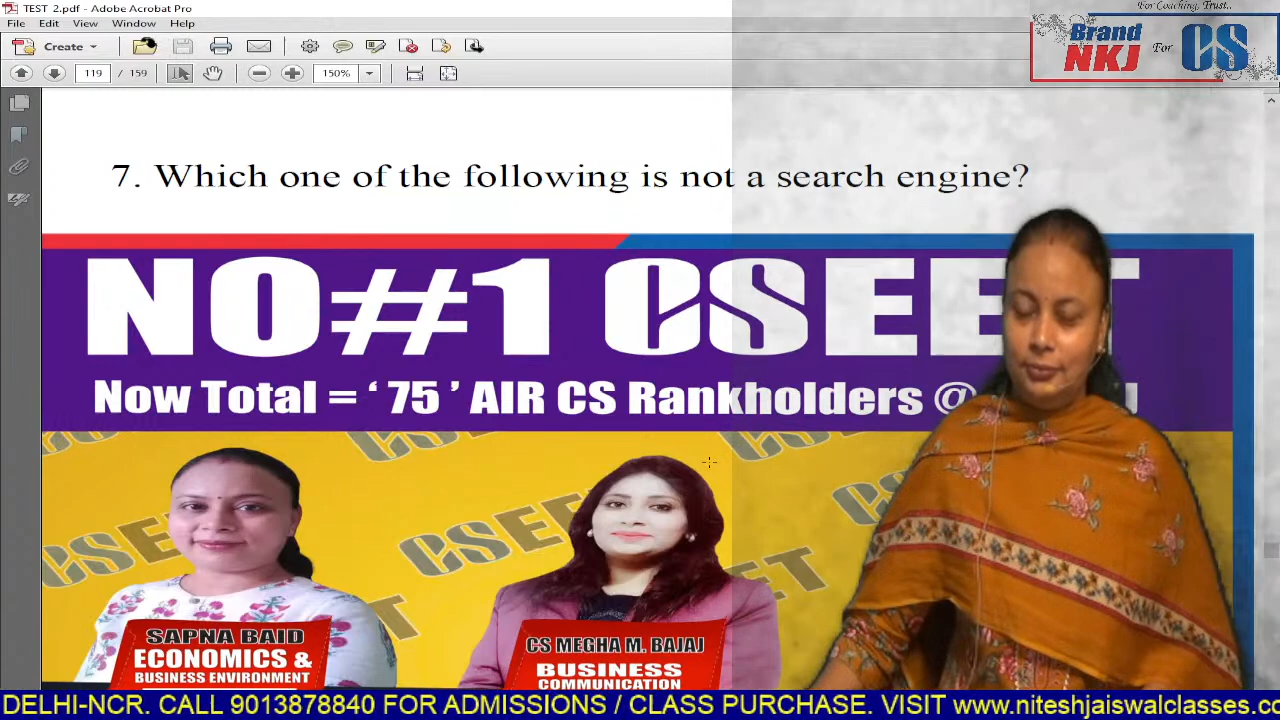 TEST 2.pdf - Adobe Acrobat Pro
File Edit View Window Help
Create
119 / 159 150%
For Coaching, Trust..
Brand NKJ For CS
7. Which one of the following is not a search engine?
NO#1 CSEET
Now Total = ‘ 75 ’ AIR CS Rankholders @
CSEET
CSEET
SAPNA BAID
ECONOMICS &
BUSINESS ENVIRONMENT
CS MEGHA M. BAJAJ
BUSINESS
COMMUNICATION
DELHI-NCR. CALL 9013878840 FOR ADMISSIONS / CLASS PURCHASE. VISIT www.niteshjaiswalclasses.co